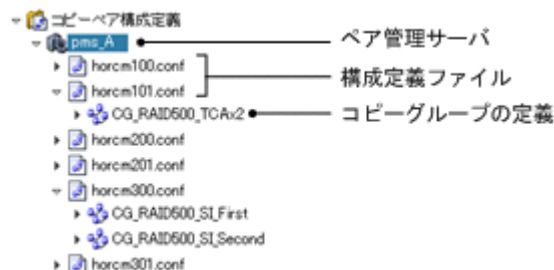 コピーペア構成定義
pms_A
ペア管理サーバ
horcm100.conf
構成定義ファイル
horcm101.conf
CG_RAID500_TCAx2
コピーグループの定義
horcm200.conf
horcm201.conf
horcm300.conf
CG_RAID500_SI_First
CG_RAID500_SI_Second
horcm301.conf